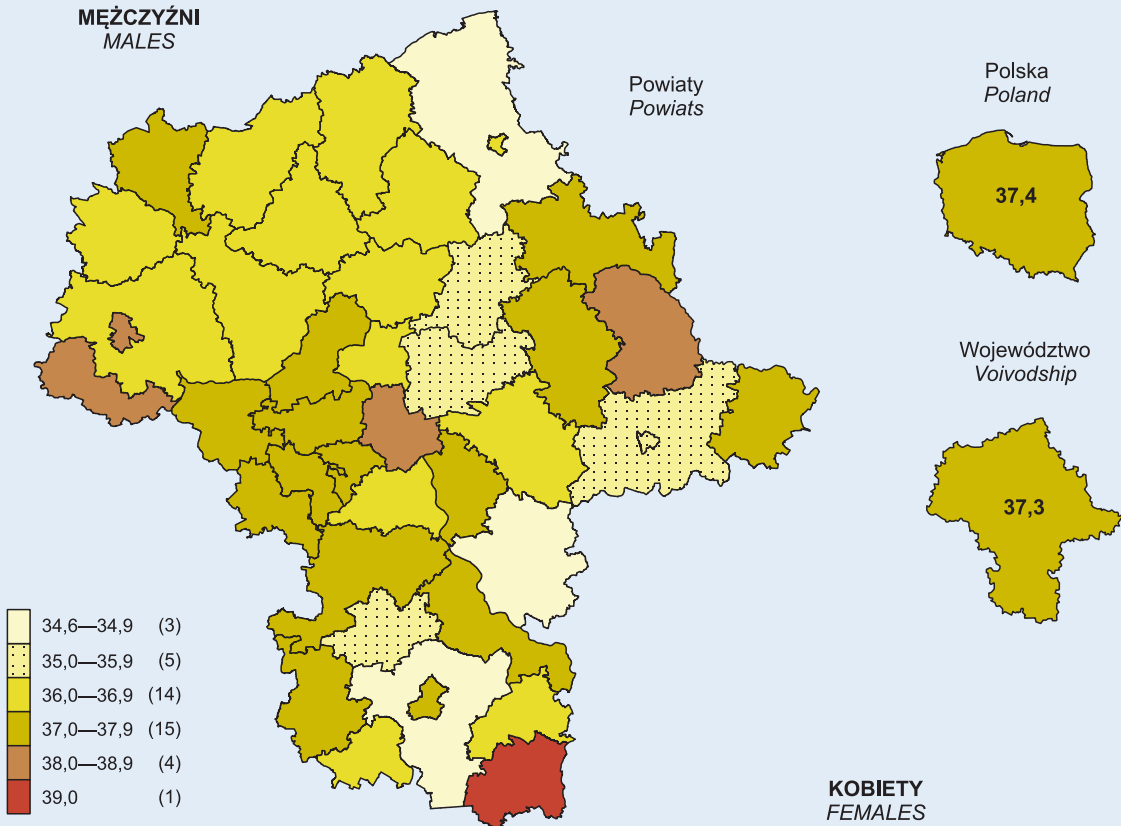 MĘŻCZYŹNI
MALES
Powiaty
Powiats
Polska
Poland
37,4
Województwo
Voivodship
37,3
34,6—34,9 (3)
35,0—35,9 (5)
36,0—36,9 (14)
37,0—37,9 (15)
38,0—38,9 (4)
39,0 (1)
KOBIETY
FEMALES